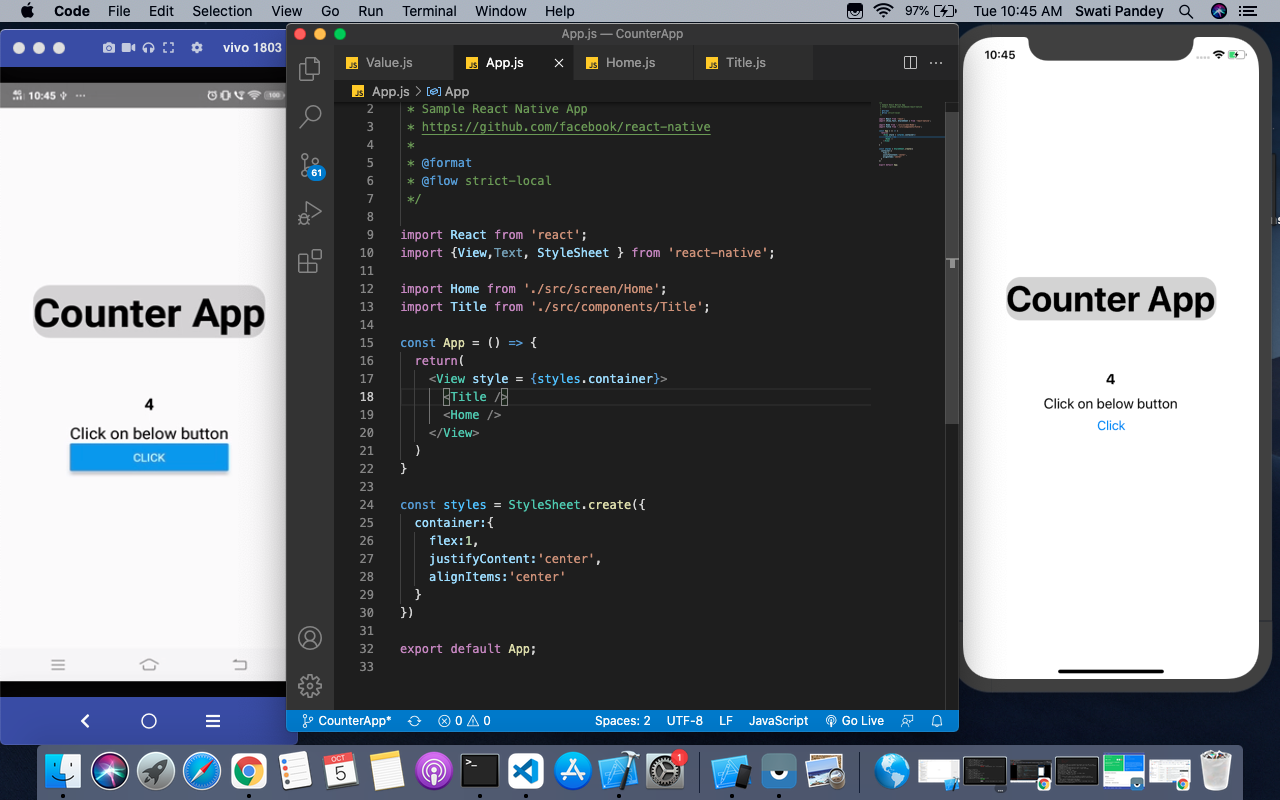 Code File Edit Selection View Go Run Terminal Window Help 97% Tue 10:45 AM Swati Pandey
vivo 1803
4G 10:45 ... 100
Counter App
4
Click on below button
CLICK
App.js — CounterApp
JS Value.js JS App.js JS Home.js JS Title.js
JS App.js > App
61
2 * Sample React Native App
3 * https://github.com/facebook/react-native
4 *
5 * @format
6 * @flow strict-local
7 */
8
9 import React from 'react';
10 import {View,Text, StyleSheet } from 'react-native';
11
12 import Home from './src/screen/Home';
13 import Title from './src/components/Title';
14
15 const App = () => {
16 return(
17 <View style = {styles.container}>
18 <Title />
19 <Home />
20 </View>
21 )
22 }
23
24 const styles = StyleSheet.create({
25 container:{
26 flex:1,
27 justifyContent:'center',
28 alignItems:'center'
29 }
30 })
31
32 export default App;
33
CounterApp* 0 0 Spaces: 2 UTF-8 LF JavaScript Go Live
10:45
Counter App
4
Click on below button
Click
OCT
5
>_
1